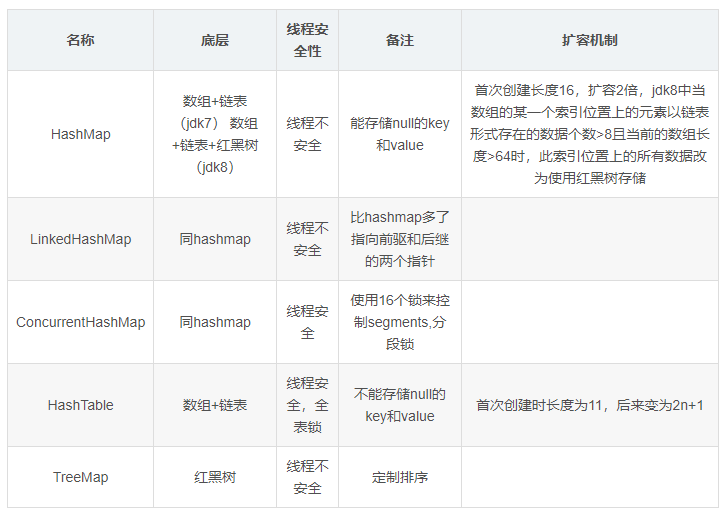 名称
底层
线程安
全性
备注
扩容机制
HashMap
数组+链表
（jdk7） 数组
+链表+红黑树
（jdk8）
线程不
安全
能存储null的key
和value
首次创建长度16，扩容2倍，jdk8中当
数组的某一个索引位置上的元素以链表
形式存在的数据个数>8且当前的数组长
度>64时，此索引位置上的所有数据改
为使用红黑树存储
LinkedHashMap
同hashmap
线程不
安全
比hashmap多了
指向前驱和后继
的两个指针
ConcurrentHashMap
同hashmap
线程安
全
使用16个锁来控
制segments,分
段锁
HashTable
数组+链表
线程安
全，全
表锁
不能存储null的
key和value
首次创建时长度为11，后来变为2n+1
TreeMap
红黑树
线程不
安全
定制排序